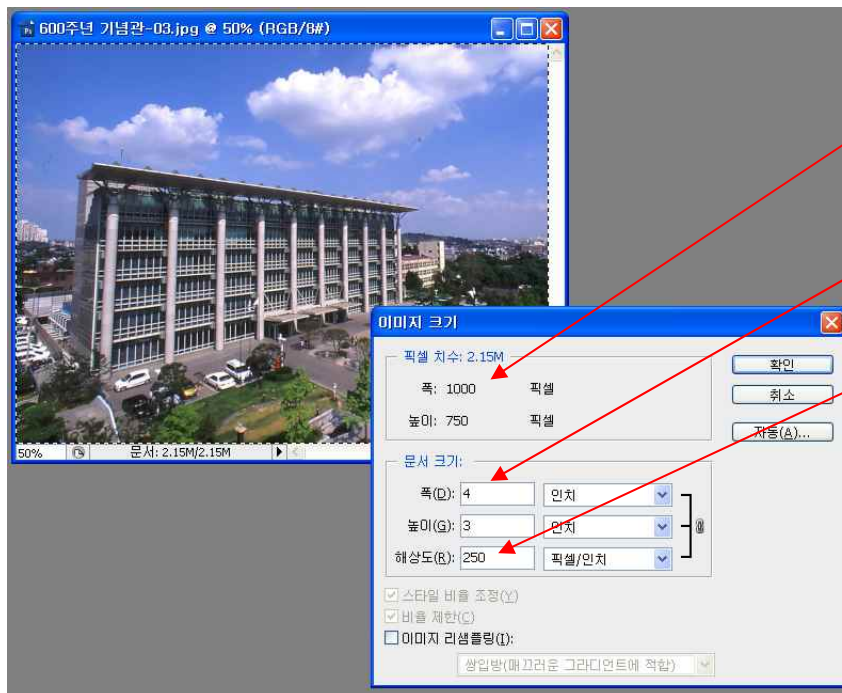 600주년 기념관-03.jpg @ 50% (RGB/8#)
50%
문서: 2.15M/2.15M
이미지 크기
픽셀 치수: 2.15M
폭: 1000 픽셀
높이: 750 픽셀
확인
취소
자동(A)...
문서 크기:
폭(D): 4 인치
높이(G): 3 인치
해상도(R): 250 픽셀/인치
스타일 비율 조정(Y)
비율 제한(C)
이미지 리샘플링(I):
쌍입방(매끄러운 그라디언트에 적합)